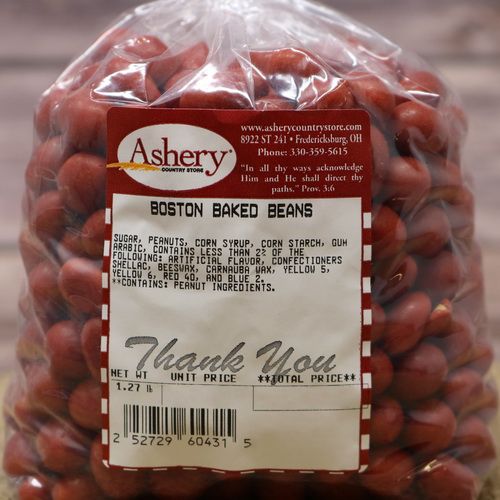 Ashery®
COUNTRY STORE
www.asherycountrystore.com
8922 ST 241 • Fredericksburg, OH
Phone: 330-359-5615
"In all thy ways acknowledge
Him and He shall direct thy
paths." Prov. 3:6
BOSTON BAKED BEANS
SUGAR, PEANUTS, CORN SYRUP, CORN STARCH, GUM
ARABIC, CONTAINS LESS THAN 2% OF THE
FOLLOWING: ARTIFICIAL FLAVOR, CONFECTIONERS
SHELLAC, BEESWAX, CARNAUBA WAX, YELLOW 5,
YELLOW 6, RED 40, AND BLUE 2.
**CONTAINS: PEANUT INGREDIENTS.
Thank You
NET WT UNIT PRICE **TOTAL PRICE**
1.27 lb
2 52729 60431 5